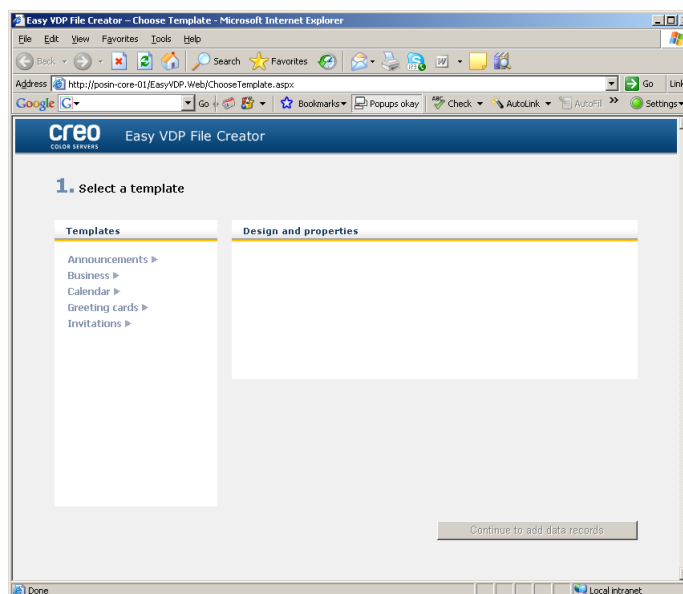 Easy VDP File Creator – Choose Template - Microsoft Internet Explorer
File Edit View Favorites Tools Help
Back Search Favorites
Address http://posin-core-01/EasyVDP.Web/ChooseTemplate.aspx Go Link
Google G Go Bookmarks Popups okay Check AutoLink AutoFil Settings
creo Easy VDP File Creator
COLOR SERVERS
1. Select a template
Templates Design and properties
Announcements
Business
Calendar
Greeting cards
Invitations
Continue to add data records
Done Local intranet